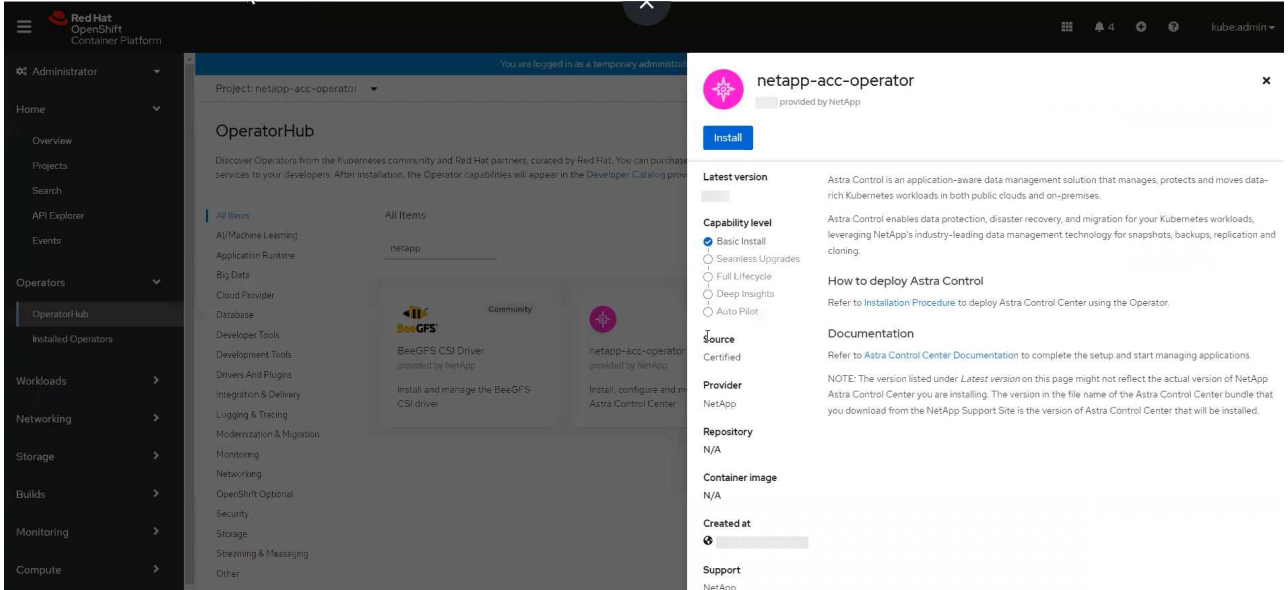 Red Hat
OpenShift
Container Platform
4
kube:admin
Administrator
Home
Overview
Projects
Search
API Explorer
Events
Operators
OperatorHub
Installed Operators
Workloads
Networking
Storage
Builds
Monitoring
Compute
You are logged in as a temporary administrat
Project: netapp-acc-operator
OperatorHub
Discover Operators from the Kubernetes community and Red Hat partners, curated by Red Hat. You can purchase
services to your developers. After installation, the Operator capabilities will appear in the Developer Catalog prov
All Items
AI/Machine Learning
Application Runtime
Big Data
Cloud Provider
Database
Developer Tools
Development Tools
Drivers And Plugins
Integration & Delivery
Logging & Tracing
Modernization & Migration
Monitoring
Networking
OpenShift Optional
Security
Storage
Streaming & Messaging
Other
All Items
netapp
Community
BeeGFS
BeeGFS CSI Driver
provided by NetApp
Install and manage the BeeGFS
CSI driver
netapp-acc-operator
provided by NetApp
Install, configure and m
Astra Control Center
netapp-acc-operator
provided by NetApp
Install
Latest version
Capability level
Basic Install
Seamless Upgrades
Full Lifecycle
Deep Insights
Auto Pilot
Source
Certified
Provider
NetApp
Repository
N/A
Container image
N/A
Created at
Support
NetApp
Astra Control is an application-aware data management solution that manages, protects and moves data-
rich Kubernetes workloads in both public clouds and on-premises.
Astra Control enables data protection, disaster recovery, and migration for your Kubernetes workloads,
leveraging NetApp's industry-leading data management technology for snapshots, backups, replication and
cloning.
How to deploy Astra Control
Refer to Installation Procedure to deploy Astra Control Center using the Operator.
Documentation
Refer to Astra Control Center Documentation to complete the setup and start managing applications.
NOTE: The version listed under Latest version on this page might not reflect the actual version of NetApp
Astra Control Center you are installing. The version in the file name of the Astra Control Center bundle that
you download from the NetApp Support Site is the version of Astra Control Center that will be installed.